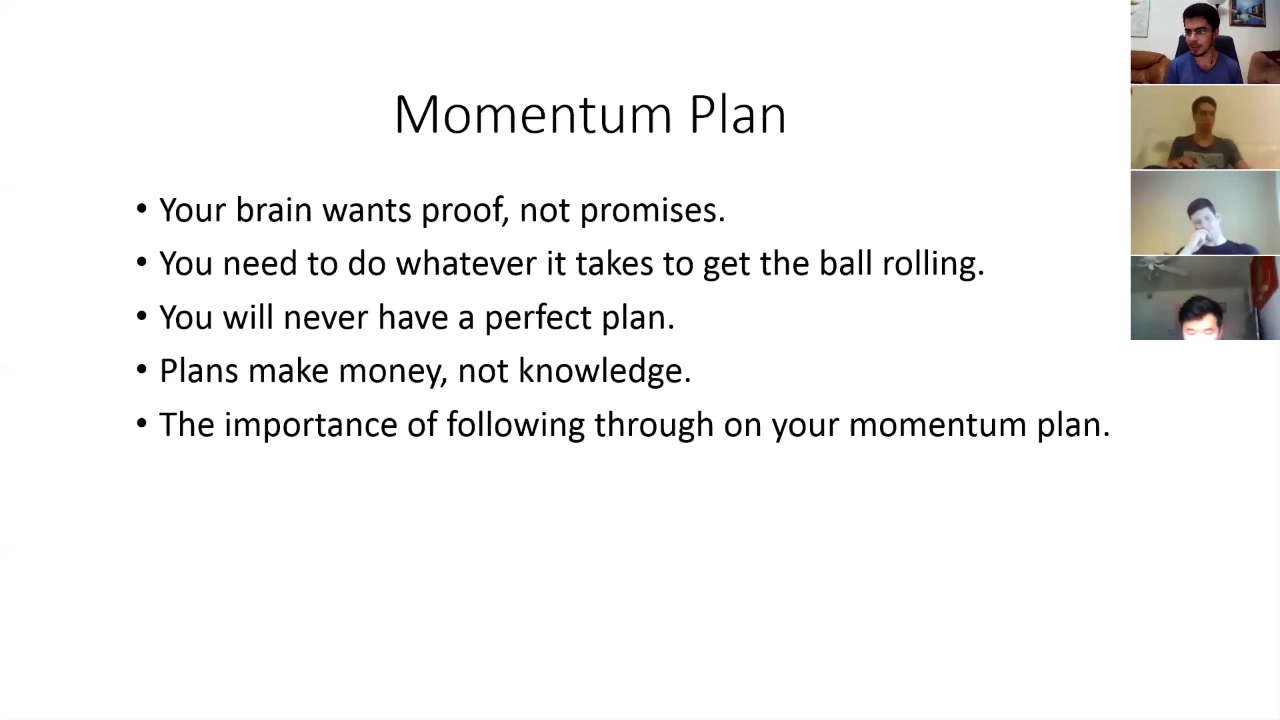 Momentum Plan
• Your brain wants proof, not promises.
• You need to do whatever it takes to get the ball rolling.
• You will never have a perfect plan.
• Plans make money, not knowledge.
• The importance of following through on your momentum plan.